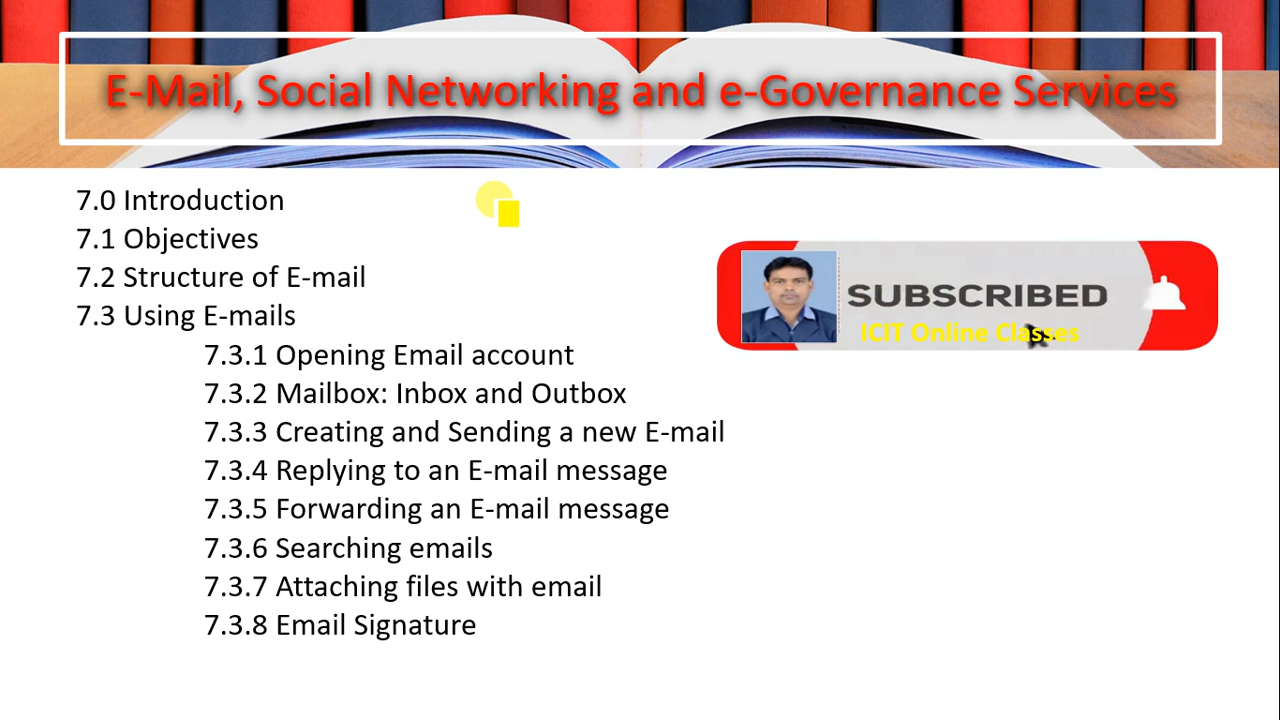 E-Mail, Social Networking and e-Governance Services
7.0 Introduction
7.1 Objectives
7.2 Structure of E-mail
7.3 Using E-mails
SUBSCRIBED
ICIT Online Classes
7.3.1 Opening Email account
7.3.2 Mailbox: Inbox and Outbox
7.3.3 Creating and Sending a new E-mail
7.3.4 Replying to an E-mail message
7.3.5 Forwarding an E-mail message
7.3.6 Searching emails
7.3.7 Attaching files with email
7.3.8 Email Signature